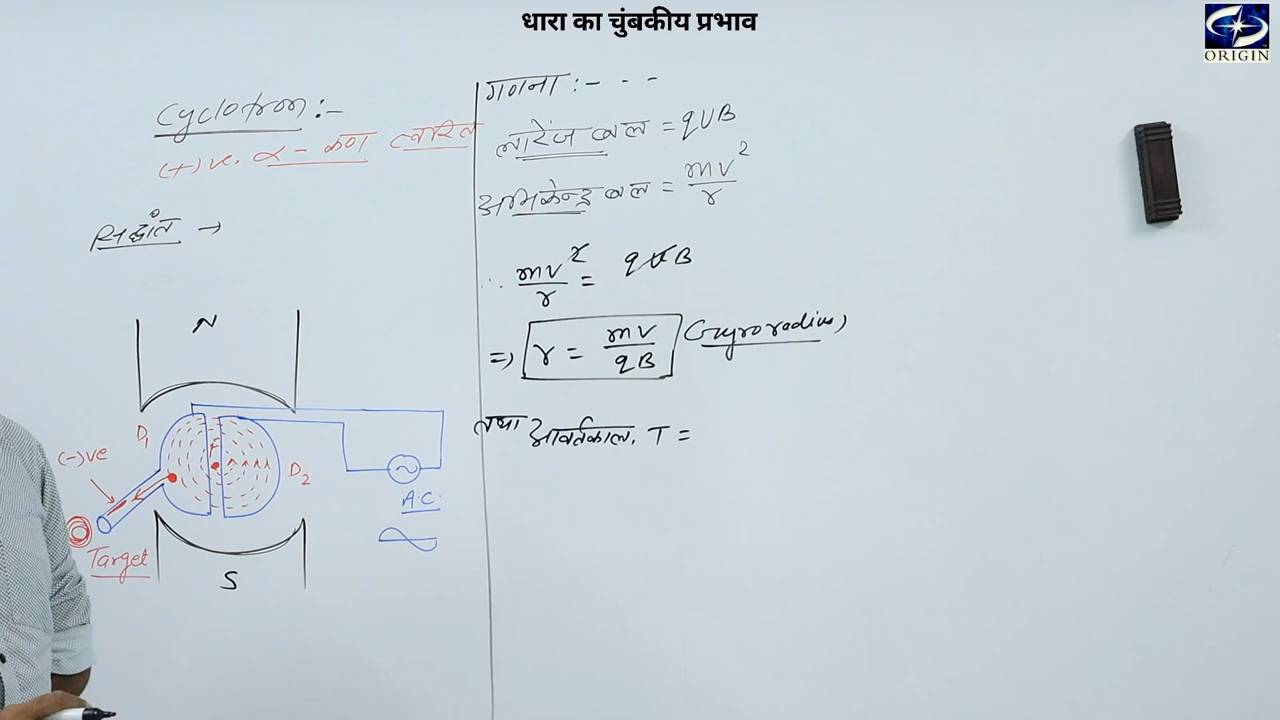 धारा का चुंबकीय प्रभाव
ORIGIN
Cyclotron :-
(+)ve. α - कण त्वरित
सिद्धांत →
N
D₁
D₂
(-)ve
Target
S
A.C.
गणना :- - -
लारेंज बल = qvB
अभिकेन्द्र बल = mv²/r
∴ mv²/r = qvB
=> r = mv/qB (Gyroradius)
तथा आवर्तकाल, T =